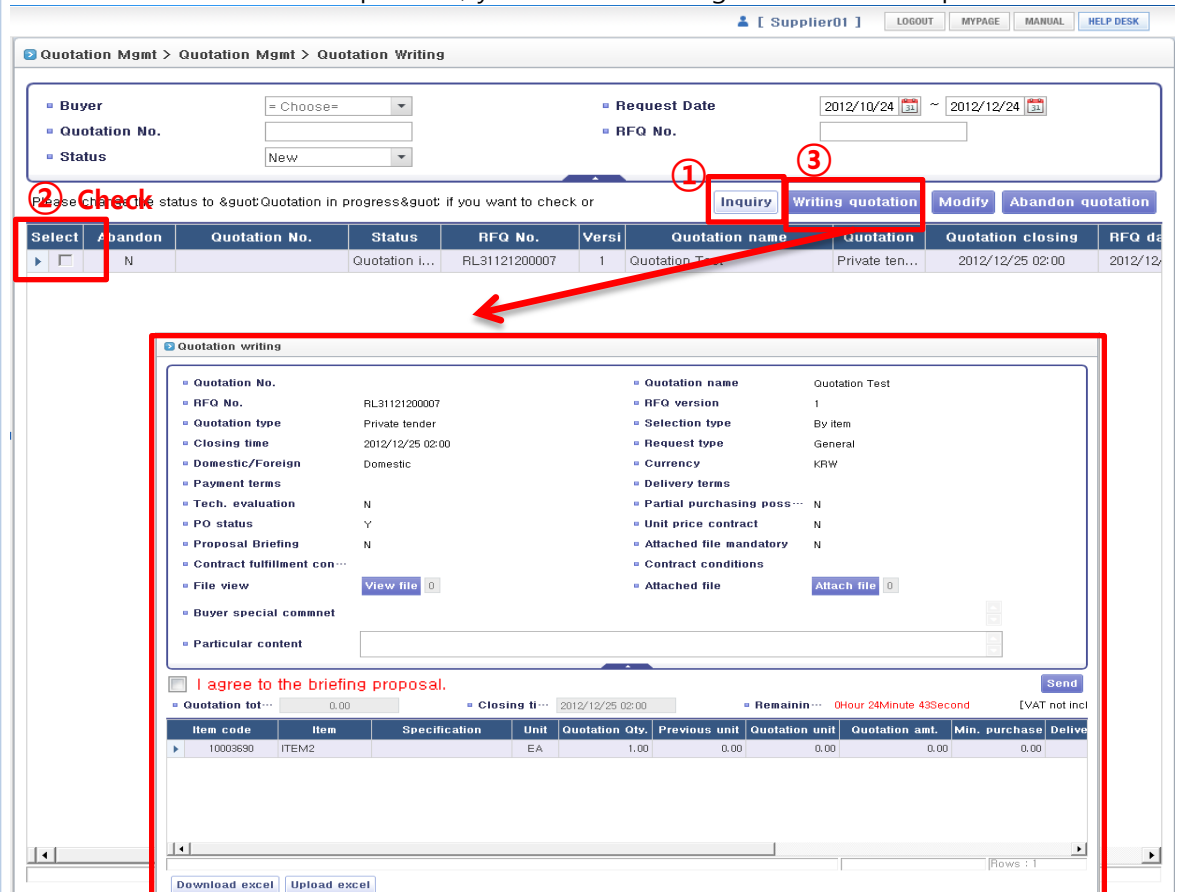 [ Supplier01 ] LOGOUT MYPAGE MANUAL HELP DESK
Quotation Mgmt > Quotation Mgmt > Quotation Writing
Buyer = Choose= Request Date 2012/10/24 31 ~ 2012/12/24 31
Quotation No. RFQ No.
Status New
① ③
② Check
Please change the status to &quot;Quotation in progress&quot; if you want to check or Inquiry Writing quotation Modify Abandon quotation
Select Abandon Quotation No. Status RFQ No. Versi Quotation name Quotation Quotation closing RFQ da
N Quotation i... RL31121200007 1 Quotation Test Private ten... 2012/12/25 02:00 2012/12/
Quotation writing
Quotation No. Quotation name Quotation Test
RFQ No. RL31121200007 RFQ version 1
Quotation type Private tender Selection type By item
Closing time 2012/12/25 02:00 Request type General
Domestic/Foreign Domestic Currency KRW
Payment terms Delivery terms
Tech. evaluation N Partial purchasing poss··· N
PO status Y Unit price contract N
Proposal Briefing N Attached file mandatory N
Contract fulfillment con··· Contract conditions
File view View file 0 Attached file Attach file 0
Buyer special commnet
Particular content
I agree to the briefing proposal. Send
Quotation tot··· 0.00 Closing ti··· 2012/12/25 02:00 Remainin··· 0Hour 24Minute 43Second [VAT not incl
Item code Item Specification Unit Quotation Qty. Previous unit Quotation unit Quotation amt. Min. purchase Delive
10003690 ITEM2 EA 1.00 0.00 0.00 0.00 0.00
Rows : 1
Download excel Upload excel